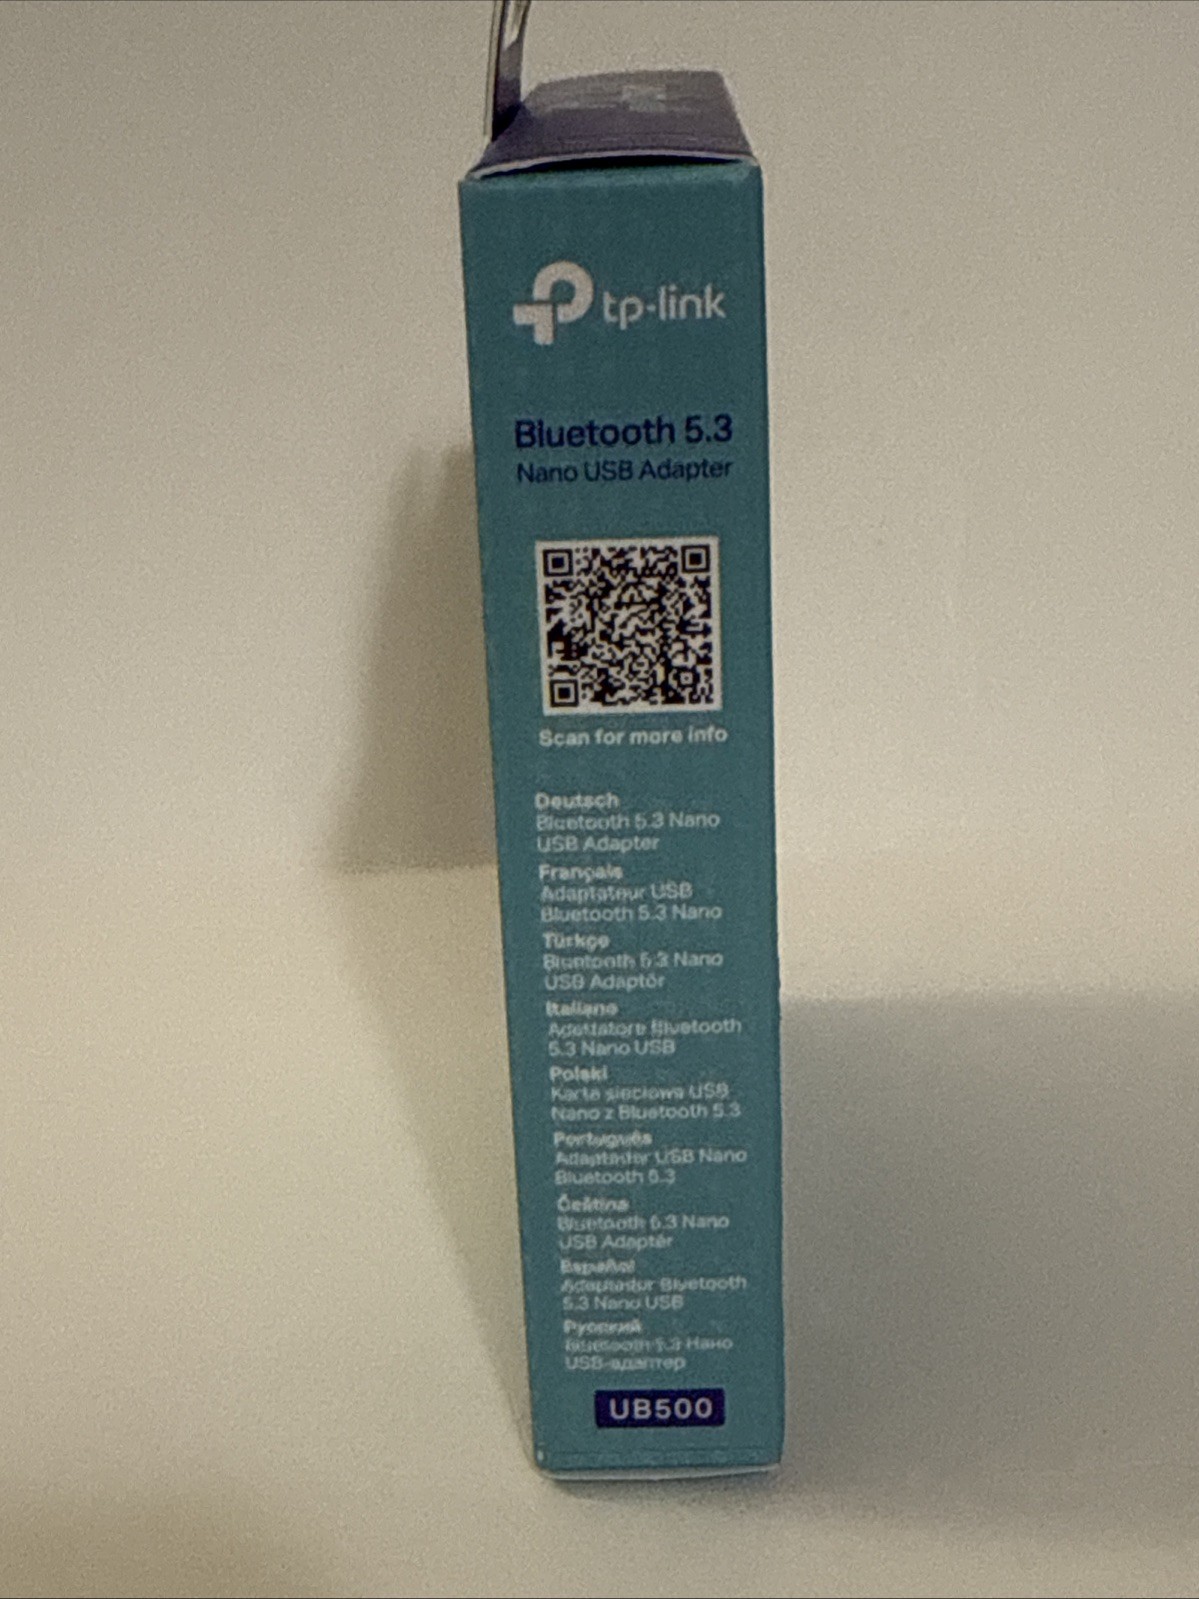 tp-link
Bluetooth 5.3
Nano USB Adapter
Scan for more info
Deutsch
Bluetooth 5.3 Nano
USB Adapter
Français
Adaptateur USB
Bluetooth 5.3 Nano
Türkçe
Bluetooth 5.3 Nano
USB Adaptör
Italiano
Adattatore Bluetooth
5.3 Nano USB
Polski
Karta sieciowa USB
Nano z Bluetooth 5.3
Português
Adaptador USB Nano
Bluetooth 5.3
Čeština
Bluetooth 5.3 Nano
USB Adaptér
Español
Adaptador Bluetooth
5.3 Nano USB
Русский
Bluetooth 5.3 Нано
USB-адаптер
UB500